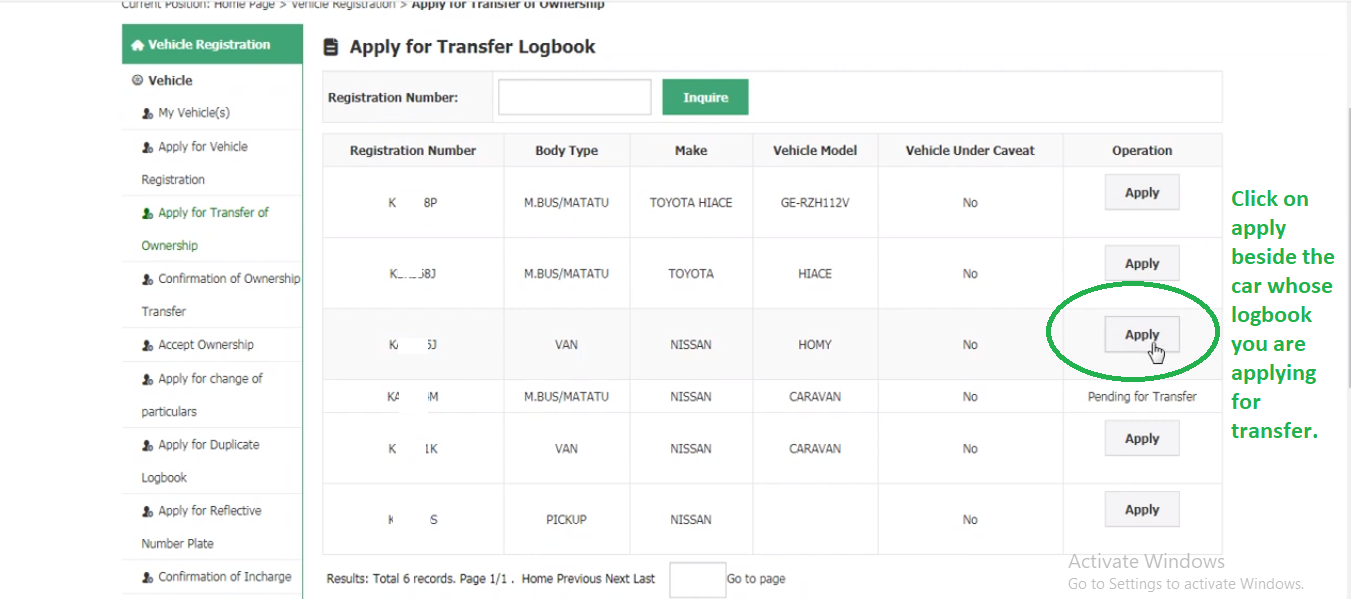 Current Position: Home Page > Vehicle Registration > Apply for Transfer of Ownership
Vehicle Registration
Vehicle
My Vehicle(s)
Apply for Vehicle
Registration
Apply for Transfer of
Ownership
Confirmation of Ownership
Transfer
Accept Ownership
Apply for change of
particulars
Apply for Duplicate
Logbook
Apply for Reflective
Number Plate
Confirmation of Incharge
Apply for Transfer Logbook
Registration Number:
Inquire
Registration Number Body Type Make Vehicle Model Vehicle Under Caveat Operation
K 8P M.BUS/MATATU TOYOTA HIACE GE-RZH112V No Apply
K 8J M.BUS/MATATU TOYOTA HIACE No Apply
K 5J VAN NISSAN HOMY No Apply
KA M M.BUS/MATATU NISSAN CARAVAN No Pending for Transfer
K 1K VAN NISSAN CARAVAN No Apply
K S PICKUP NISSAN No Apply
Results: Total 6 records. Page 1/1 . Home Previous Next Last Go to page
Click on
apply
beside the
car whose
logbook
you are
applying
for
transfer.
Activate Windows
Go to Settings to activate Windows.